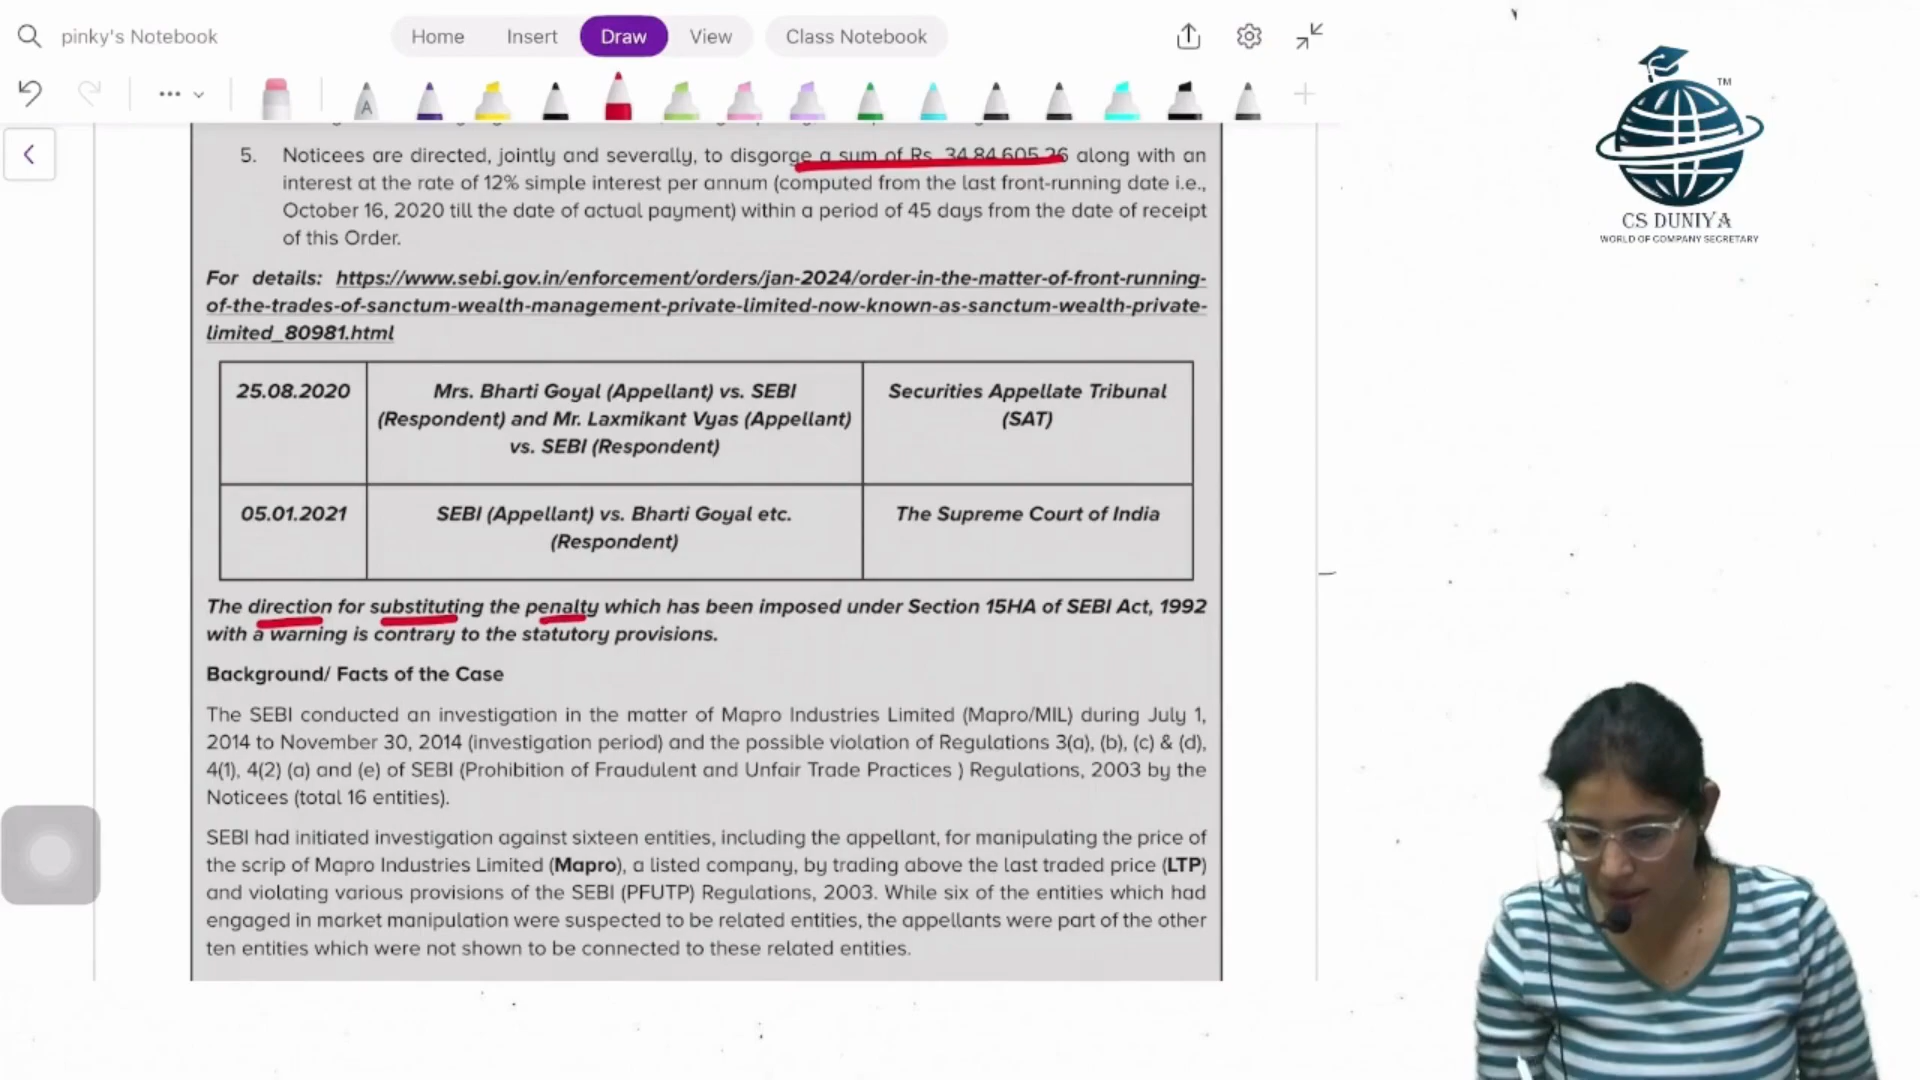 pinky's Notebook
Home Insert Draw View Class Notebook
A
TM
CS DUNIYA
WORLD OF COMPANY SECRETARY
5. Noticees are directed, jointly and severally, to disgorge a sum of Rs. 34,84,605.26 along with an
interest at the rate of 12% simple interest per annum (computed from the last front-running date i.e.,
October 16, 2020 till the date of actual payment) within a period of 45 days from the date of receipt
of this Order.
For details: https://www.sebi.gov.in/enforcement/orders/jan-2024/order-in-the-matter-of-front-running-
of-the-trades-of-sanctum-wealth-management-private-limited-now-known-as-sanctum-wealth-private-
limited_80981.html
25.08.2020
Mrs. Bharti Goyal (Appellant) vs. SEBI
(Respondent) and Mr. Laxmikant Vyas (Appellant)
vs. SEBI (Respondent)
Securities Appellate Tribunal
(SAT)
05.01.2021
SEBI (Appellant) vs. Bharti Goyal etc.
(Respondent)
The Supreme Court of India
The direction for substituting the penalty which has been imposed under Section 15HA of SEBI Act, 1992
with a warning is contrary to the statutory provisions.
Background/ Facts of the Case
The SEBI conducted an investigation in the matter of Mapro Industries Limited (Mapro/MIL) during July 1,
2014 to November 30, 2014 (investigation period) and the possible violation of Regulations 3(a), (b), (c) & (d),
4(1), 4(2) (a) and (e) of SEBI (Prohibition of Fraudulent and Unfair Trade Practices ) Regulations, 2003 by the
Noticees (total 16 entities).
SEBI had initiated investigation against sixteen entities, including the appellant, for manipulating the price of
the scrip of Mapro Industries Limited (Mapro), a listed company, by trading above the last traded price (LTP)
and violating various provisions of the SEBI (PFUTP) Regulations, 2003. While six of the entities which had
engaged in market manipulation were suspected to be related entities, the appellants were part of the other
ten entities which were not shown to be connected to these related entities.